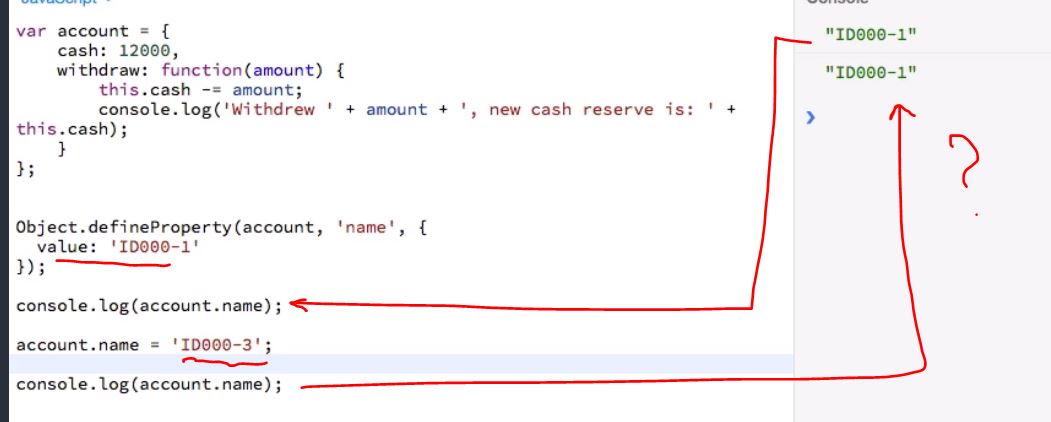 JavaScript
Console
var account = {
    cash: 12000,
    withdraw: function(amount) {
        this.cash -= amount;
        console.log('Withdrew ' + amount + ', new cash reserve is: ' +
this.cash);
    }
};
Object.defineProperty(account, 'name', {
  value: 'ID000-1'
});
console.log(account.name);
account.name = 'ID000-3';
console.log(account.name);
"ID000-1"
"ID000-1"
?